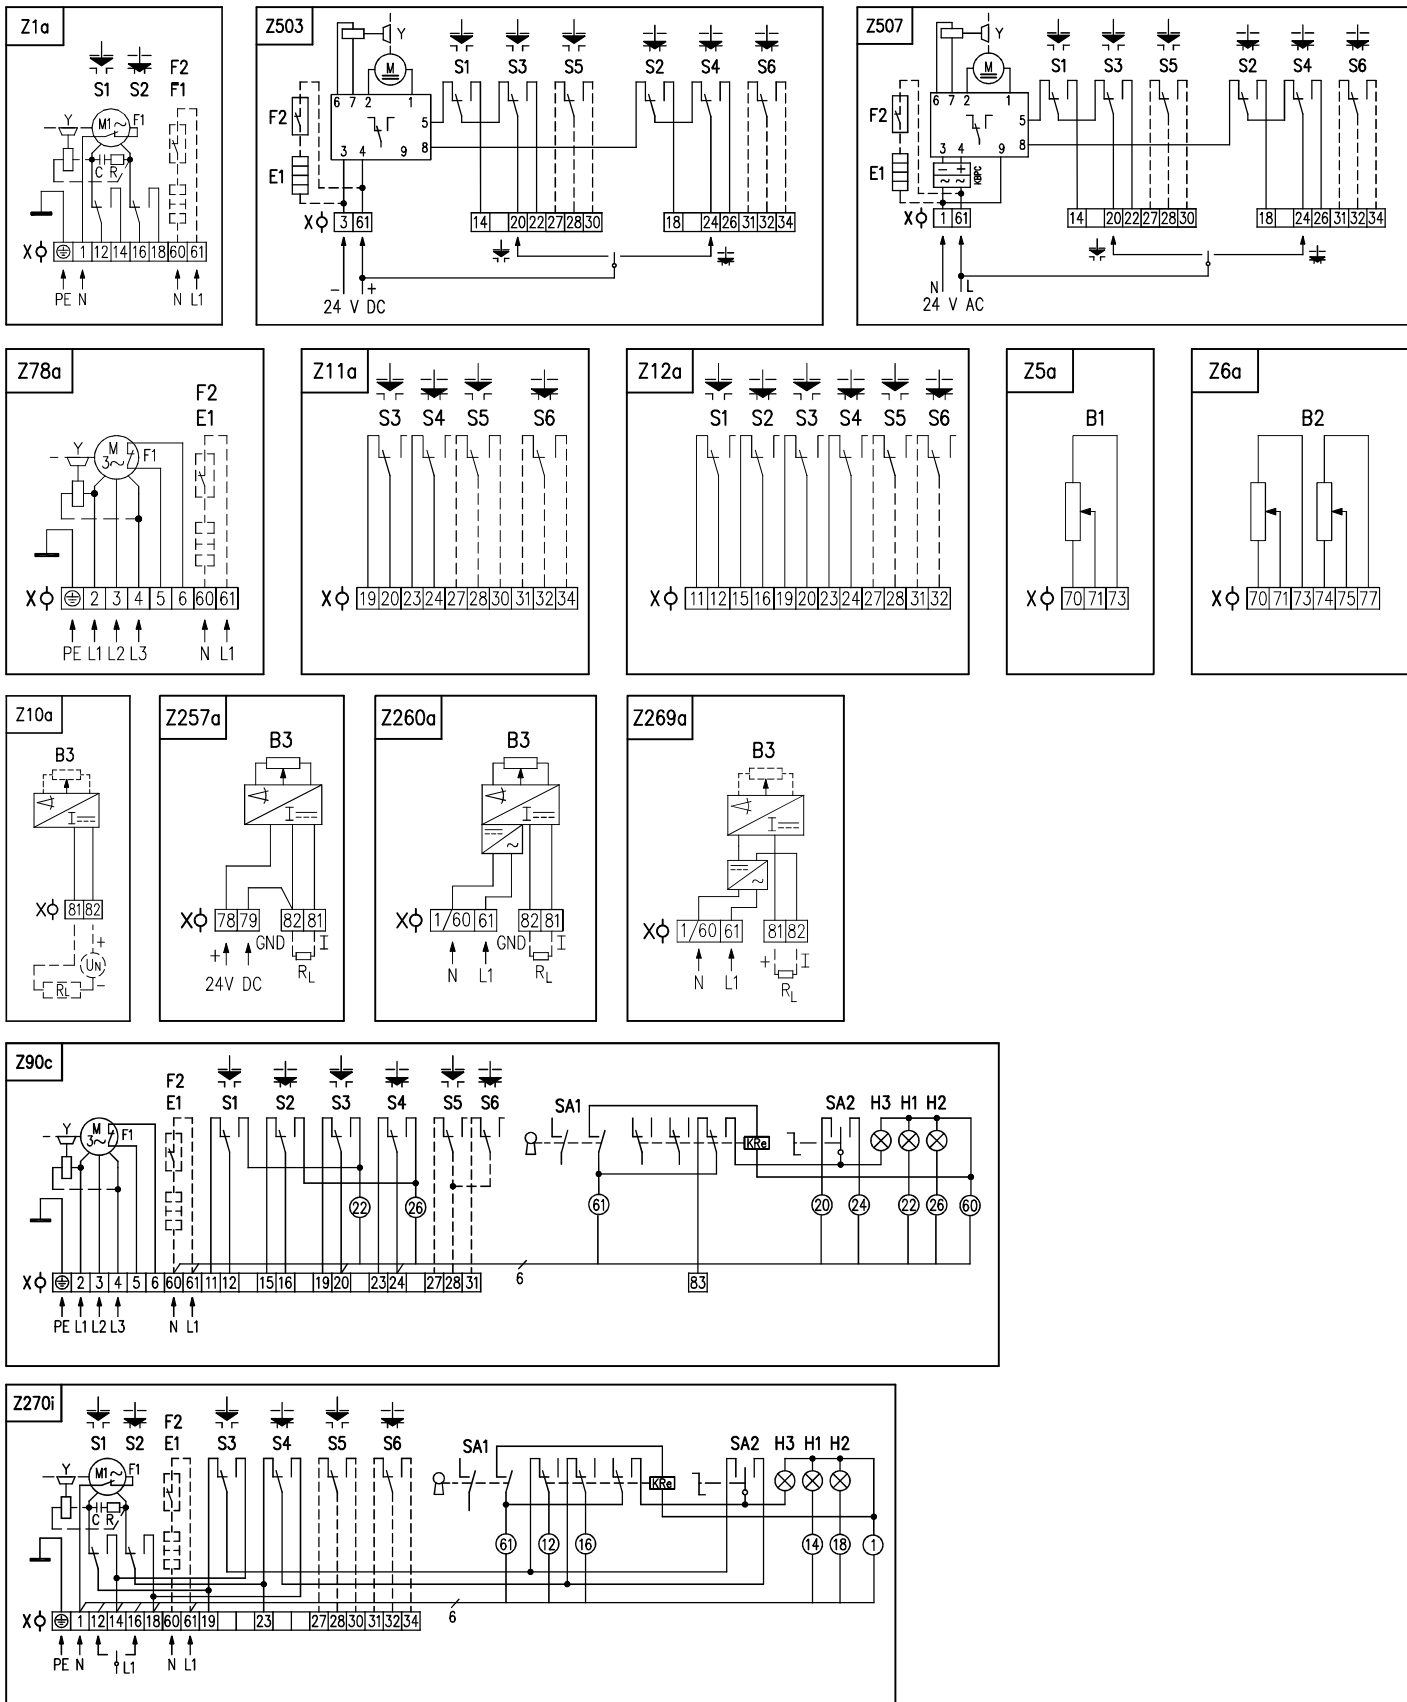 Z1a
S1 S2 F2
F1
Y M1~ F1
C R
X 1 12 14 16 18 60 61
PE N N L1
Z503
Y
M
S1 S3 S5 S2 S4 S6
6 7 2 1
F2 5
3 4 9 8
E1
X 3 61 14 20 22 27 28 30 18 24 26 31 32 34
- +
24 V DC
Z507
Y
M
S1 S3 S5 S2 S4 S6
6 7 2 1
F2 5
3 4 9 8
E1 - + KBPC
~ ~
X 1 61 14 20 22 27 28 30 18 24 26 31 32 34
N L
24 V AC
Z78a
F2
E1
Y M F1
3~
X 2 3 4 5 6 60 61
PE L1 L2 L3 N L1
Z11a
S3 S4 S5 S6
X 19 20 23 24 27 28 30 31 32 34
Z12a
S1 S2 S3 S4 S5 S6
X 11 12 15 16 19 20 23 24 27 28 31 32
Z5a
B1
X 70 71 73
Z6a
B2
X 70 71 73 74 75 77
Z10a
B3
I
X 81 82
+
UN
RL -
Z257a
B3
I
X 78 79 82 81
+ GND I
24V DC RL
Z260a
B3
I
~
X 1/60 61 82 81
GND I
N L1 RL
Z269a
B3
I
~
X 1/60 61 81 82
+ I
N L1 RL
Z90c
F2
E1 S1 S2 S3 S4 S5 S6 SA1 SA2 H3 H1 H2
Y M F1
3~ KRe
22 26 61 20 24 22 26 60
X 2 3 4 5 6 60 61 11 12 15 16 19 20 23 24 27 28 31 6 83
PE L1 L2 L3 N L1
Z270i
F2
S1 S2 E1 S3 S4 S5 S6 SA1 SA2 H3 H1 H2
Y M1~ F1
KRe
C R
61 12 16 14 18 1
X 1 12 14 16 18 60 61 19 23 27 28 30 31 32 34 6
PE N L1 N L1